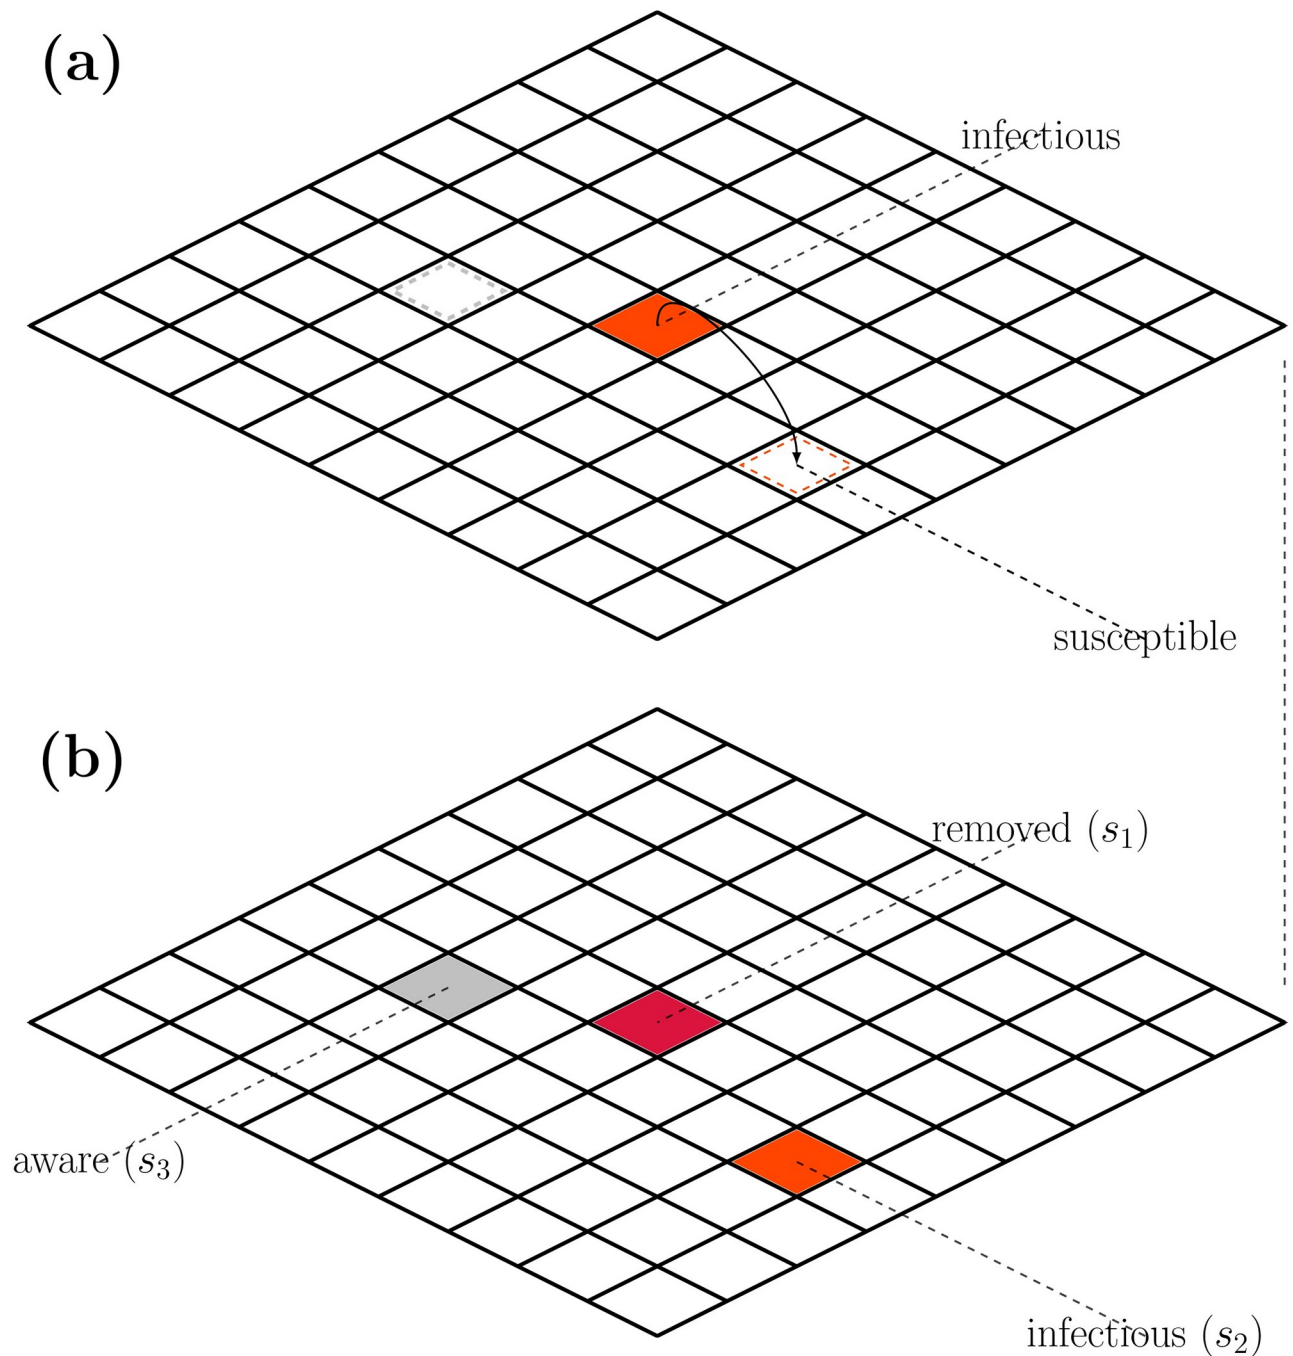 (a)
infectious
susceptible
(b)
removed (s₁)
aware (s₃)
infectious (s₂)